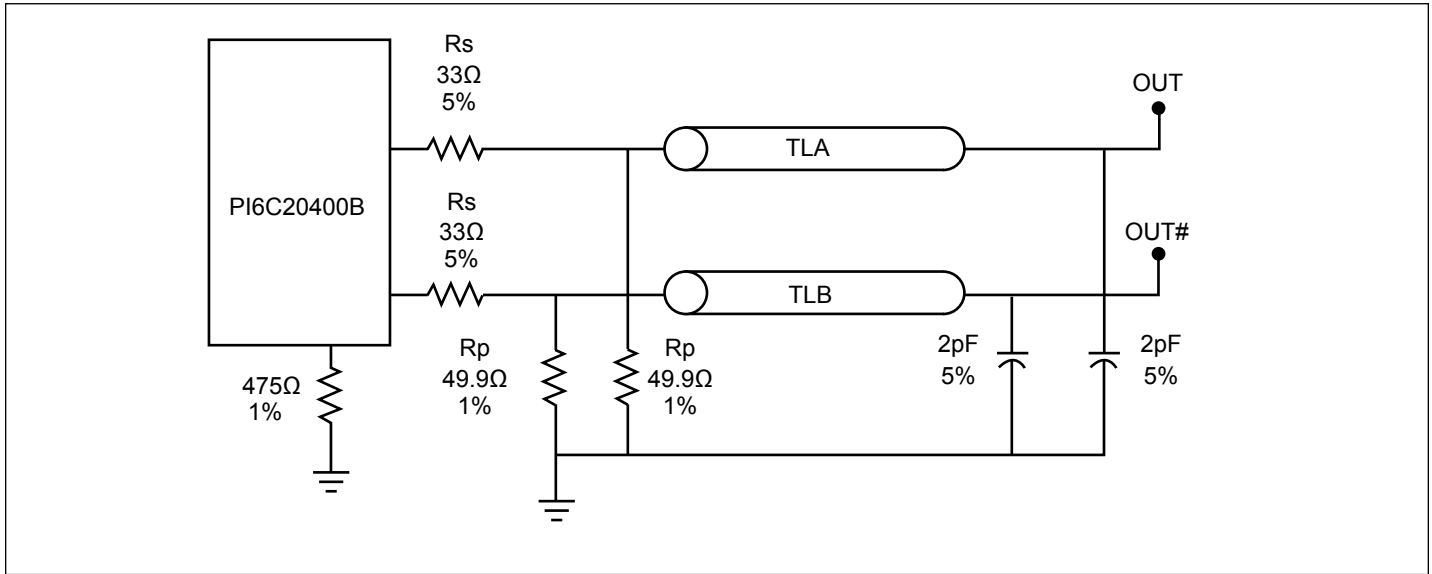 Rs
33Ω
5%
OUT
TLA
PI6C20400B
Rs
33Ω
5%
OUT#
TLB
475Ω
1%
Rp
49.9Ω
1%
Rp
49.9Ω
1%
2pF
5%
2pF
5%